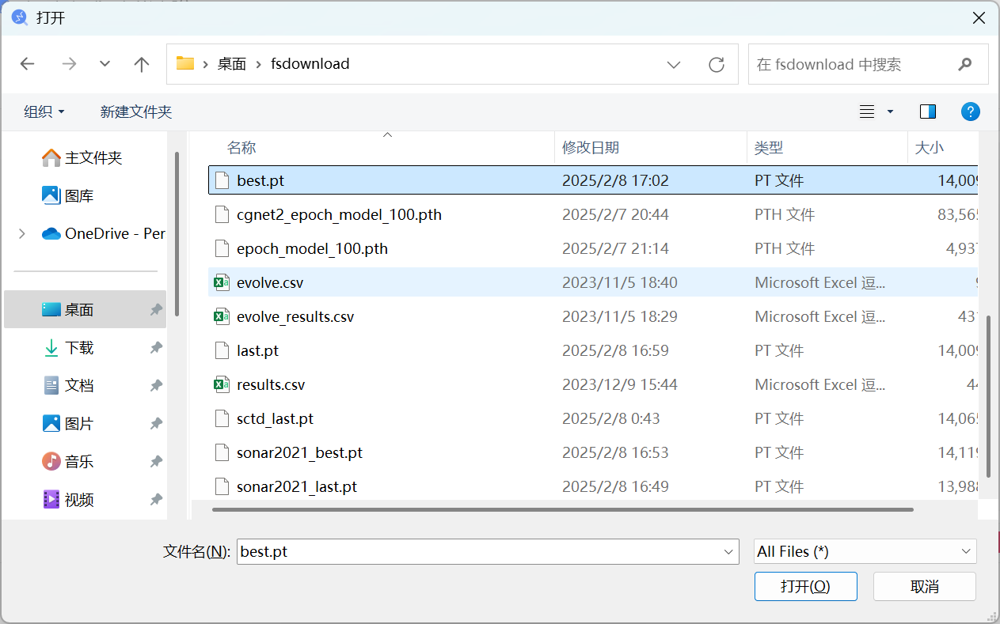 打开
桌面 fsdownload
在 fsdownload 中搜索
组织 新建文件夹
名称 修改日期 类型 大小
主文件夹
图库
OneDrive - Per
桌面
下载
文档
图片
音乐
视频
best.pt 2025/2/8 17:02 PT 文件 14,009
cgnet2_epoch_model_100.pth 2025/2/7 20:44 PTH 文件 83,565
epoch_model_100.pth 2025/2/7 21:14 PTH 文件 4,937
evolve.csv 2023/11/5 18:40 Microsoft Excel 逗...
evolve_results.csv 2023/11/5 18:29 Microsoft Excel 逗... 431
last.pt 2025/2/8 16:59 PT 文件 14,009
results.csv 2023/12/9 15:44 Microsoft Excel 逗... 44
sctd_last.pt 2025/2/8 0:43 PT 文件 14,065
sonar2021_best.pt 2025/2/8 16:53 PT 文件 14,119
sonar2021_last.pt 2025/2/8 16:49 PT 文件 13,988
文件名(N): best.pt All Files (*)
打开(O) 取消